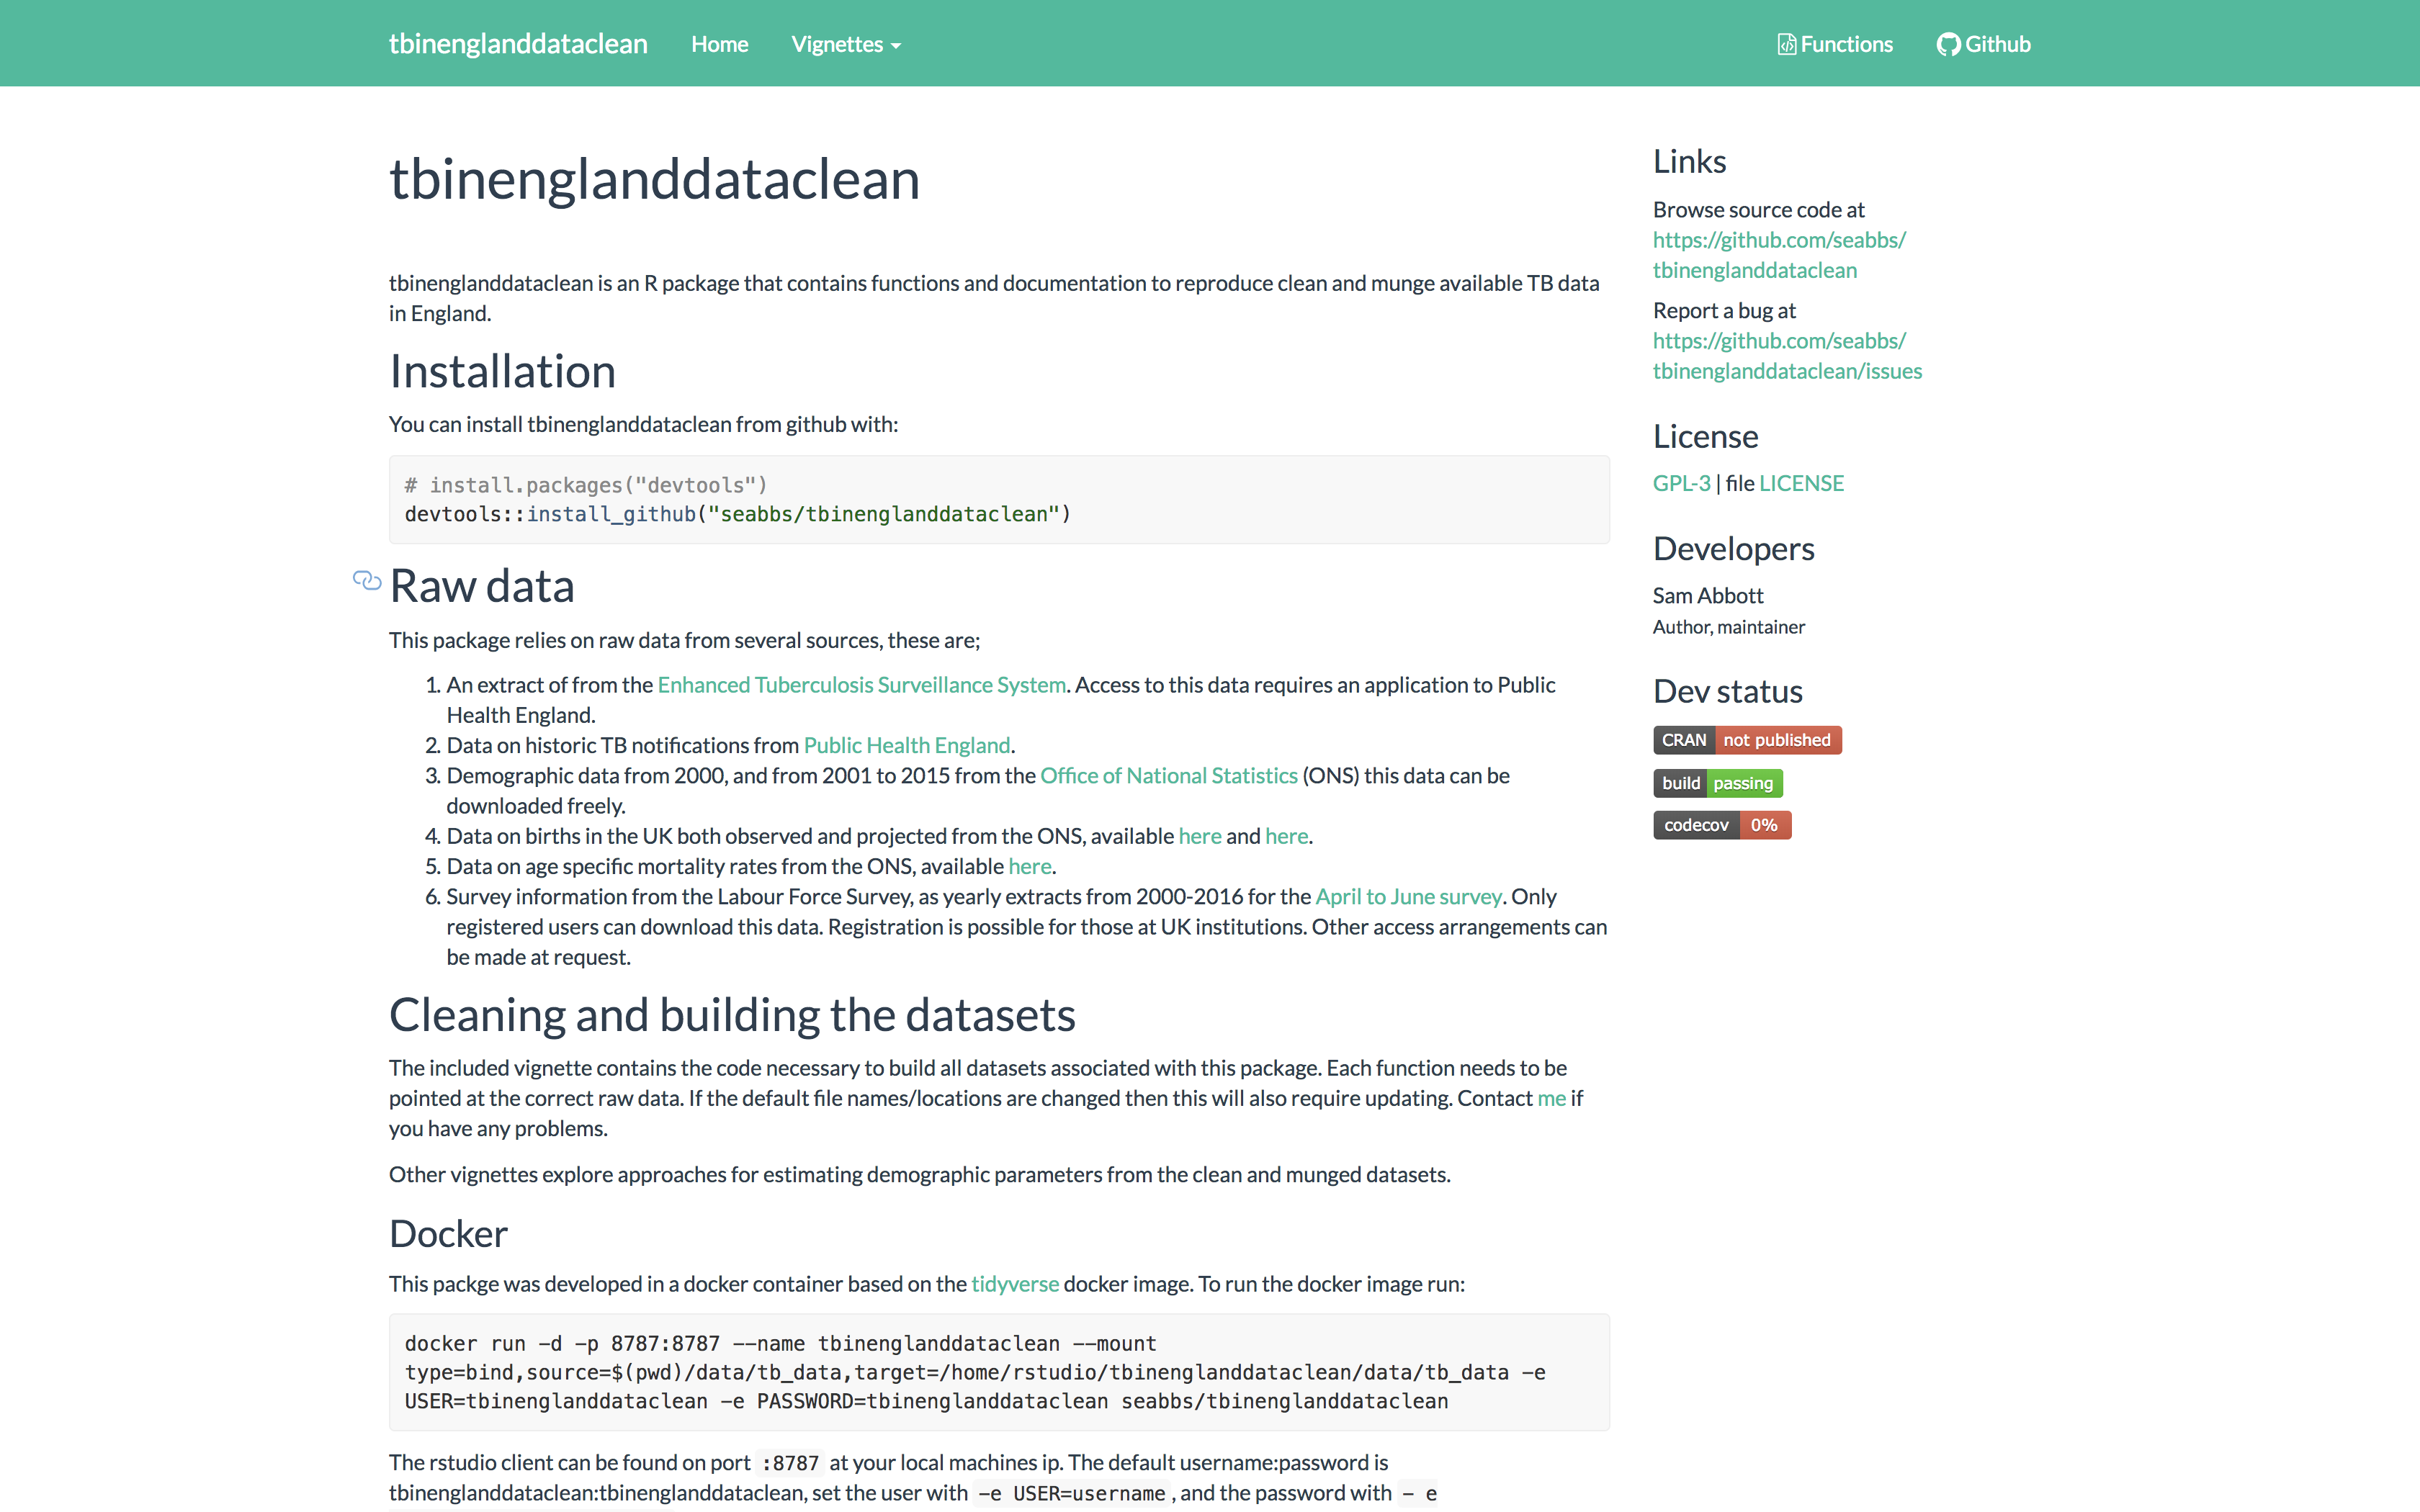 tbinenglanddataclean Home Vignettes Functions Github
tbinenglanddataclean
tbinenglanddataclean is an R package that contains functions and documentation to reproduce clean and munge available TB data
in England.
Installation
You can install tbinenglanddataclean from github with:
# install.packages("devtools")
devtools::install_github("seabbs/tbinenglanddataclean")
Raw data
This package relies on raw data from several sources, these are;
1. An extract of from the Enhanced Tuberculosis Surveillance System. Access to this data requires an application to Public
Health England.
2. Data on historic TB notifications from Public Health England.
3. Demographic data from 2000, and from 2001 to 2015 from the Office of National Statistics (ONS) this data can be
downloaded freely.
4. Data on births in the UK both observed and projected from the ONS, available here and here.
5. Data on age specific mortality rates from the ONS, available here.
6. Survey information from the Labour Force Survey, as yearly extracts from 2000-2016 for the April to June survey. Only
registered users can download this data. Registration is possible for those at UK institutions. Other access arrangements can
be made at request.
Cleaning and building the datasets
The included vignette contains the code necessary to build all datasets associated with this package. Each function needs to be
pointed at the correct raw data. If the default file names/locations are changed then this will also require updating. Contact me if
you have any problems.
Other vignettes explore approaches for estimating demographic parameters from the clean and munged datasets.
Docker
This packge was developed in a docker container based on the tidyverse docker image. To run the docker image run:
docker run -d -p 8787:8787 --name tbinenglanddataclean --mount
type=bind,source=$(pwd)/data/tb_data,target=/home/rstudio/tbinenglanddataclean/data/tb_data -e
USER=tbinenglanddataclean -e PASSWORD=tbinenglanddataclean seabbs/tbinenglanddataclean
The rstudio client can be found on port :8787 at your local machines ip. The default username:password is
tbinenglanddataclean:tbinenglanddataclean, set the user with -e USER=username, and the password with - e
Links
Browse source code at
https://github.com/seabbs/
tbinenglanddataclean
Report a bug at
https://github.com/seabbs/
tbinenglanddataclean/issues
License
GPL-3 | file LICENSE
Developers
Sam Abbott
Author, maintainer
Dev status
CRAN not published
build passing
codecov 0%